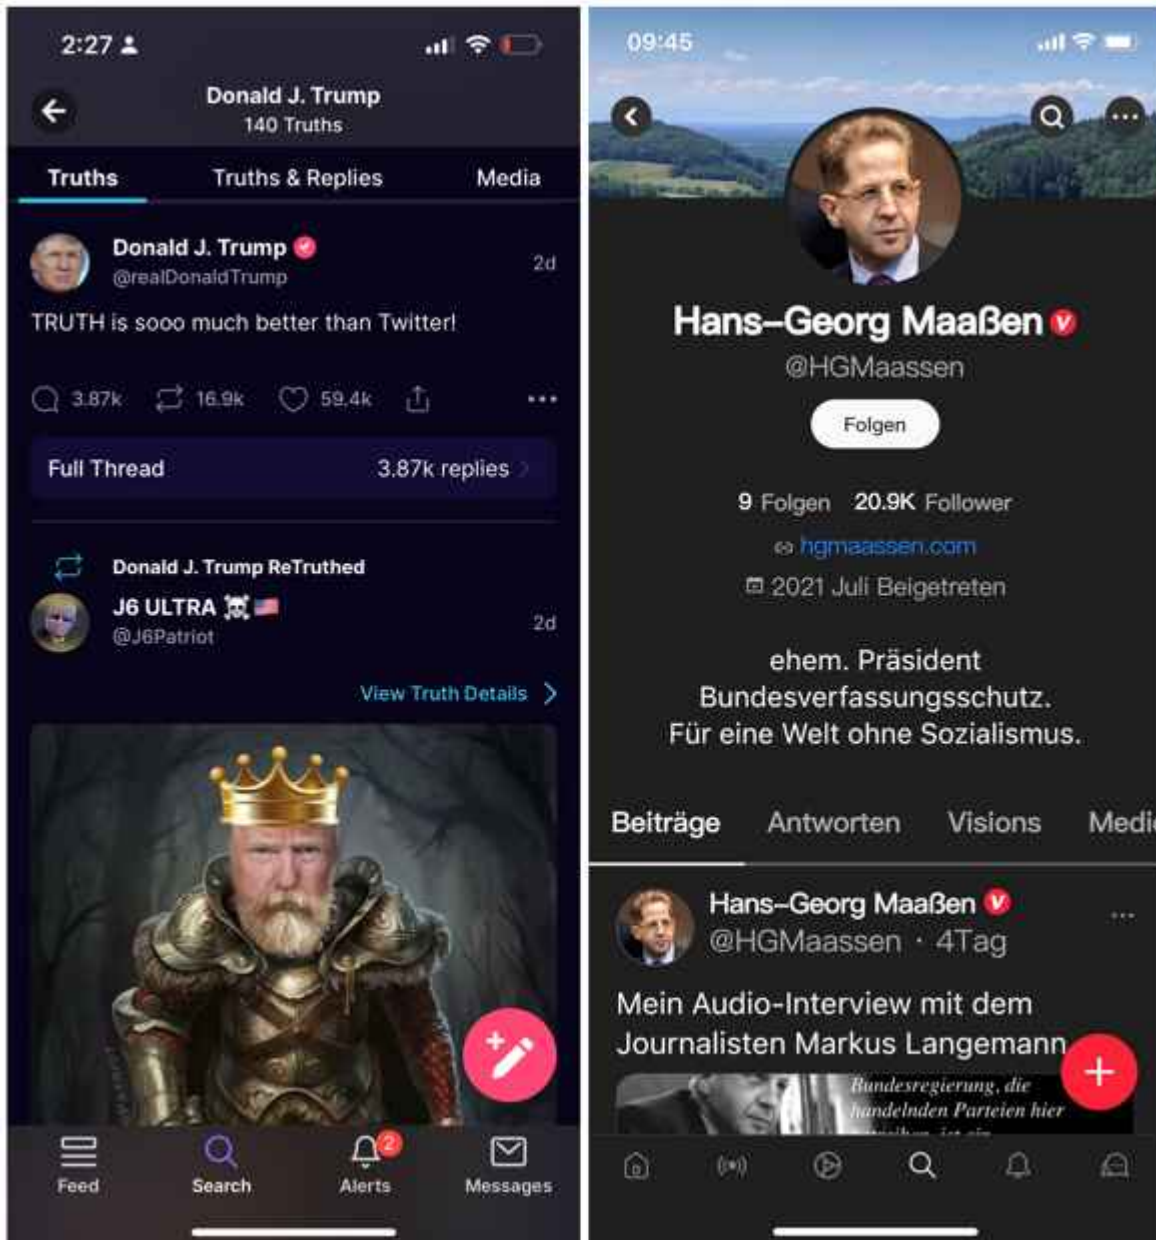 2:27
Donald J. Trump
140 Truths
Truths Truths & Replies Media
Donald J. Trump
@realDonaldTrump 2d
TRUTH is sooo much better than Twitter!
3.87k 16.9k 59.4k
Full Thread 3.87k replies
Donald J. Trump ReTruthed
J6 ULTRA
@J6Patriot 2d
View Truth Details
2
Feed Search Alerts Messages
09:45
Hans-Georg Maaßen V
@HGMaassen
Folgen
9 Folgen 20.9K Follower
hgmaassen.com
2021 Juli Beigetreten
ehem. Präsident
Bundesverfassungsschutz.
Für eine Welt ohne Sozialismus.
Beiträge Antworten Visions
Hans-Georg Maaßen V
@HGMaassen · 4Tag
Mein Audio-Interview mit dem
Journalisten Markus Langemann
Bundesregierung, die
handelnden Parteien hier